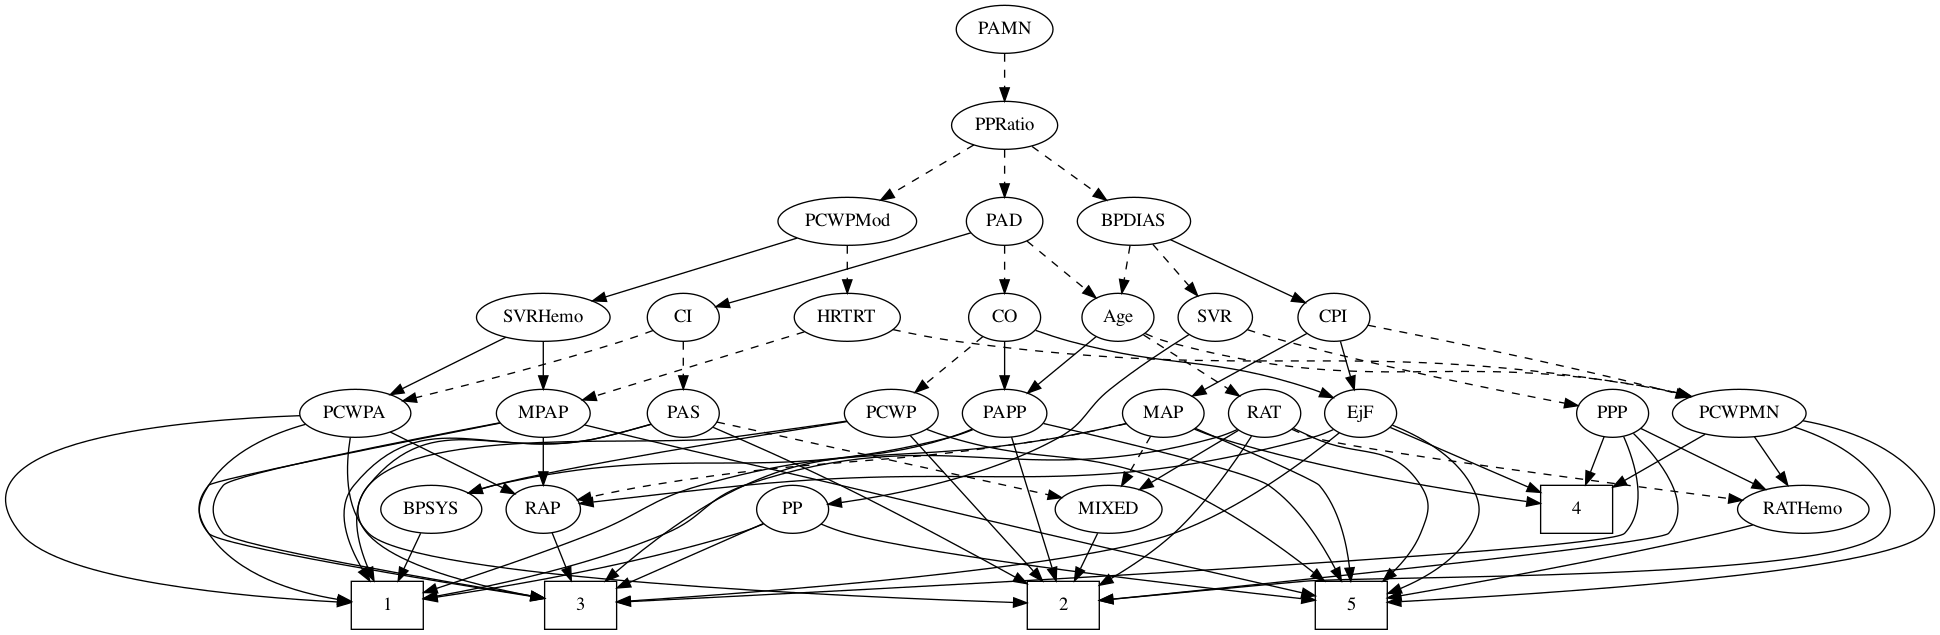 PAMN
PPRatio
PCWPMod PAD BPDIAS
SVRHemo CI HRTRT CO Age SVR CPI
PCWPA MPAP PAS PCWP PAPP MAP RAT EjF PPP PCWPMN
BPSYS RAP PP MIXED 4 RATHemo
1 3 2 5